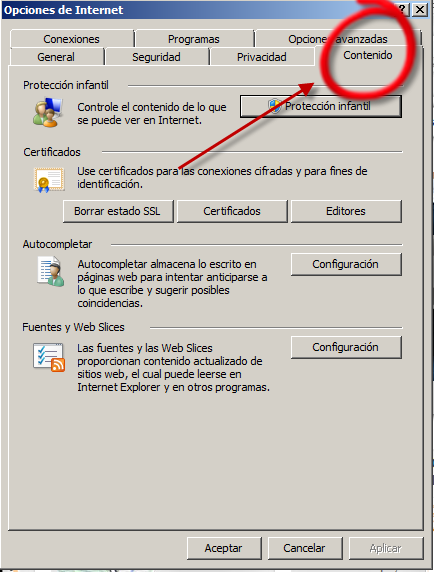 Opciones de Internet
Conexiones Programas Opciones avanzadas
General Seguridad Privacidad Contenido
Protección infantil
Controle el contenido de lo que
se puede ver en Internet.
Protección infantil
Certificados
Use certificados para las conexiones cifradas y para fines de
identificación.
Borrar estado SSL Certificados Editores
Autocompletar
Autocompletar almacena lo escrito en
páginas web para intentar anticiparse a
lo que escribe y sugerir posibles
coincidencias.
Configuración
Fuentes y Web Slices
Las fuentes y las Web Slices
proporcionan contenido actualizado de
sitios web, el cual puede leerse en
Internet Explorer y en otros programas.
Configuración
Aceptar Cancelar Aplicar